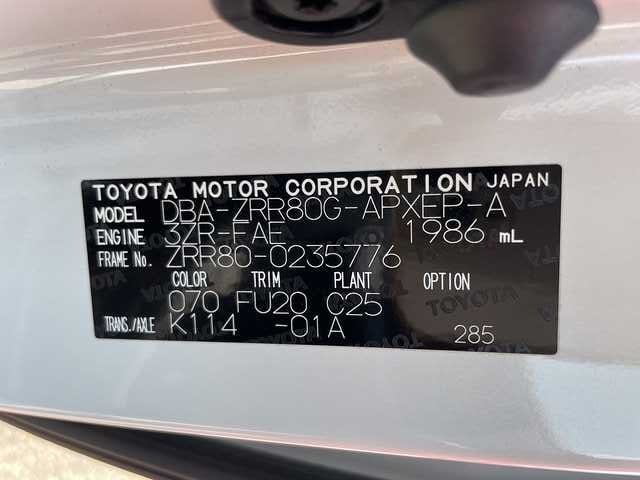 TOYOTA MOTOR CORPORATION JAPAN
MODEL DBA-ZRR80G-APXEP-A
ENGINE 3ZR-FAE 1986 mL
FRAME No. ZRR80-0235776
COLOR TRIM PLANT OPTION
070 FU20 C25
TRANS./AXLE K114 -01A 285